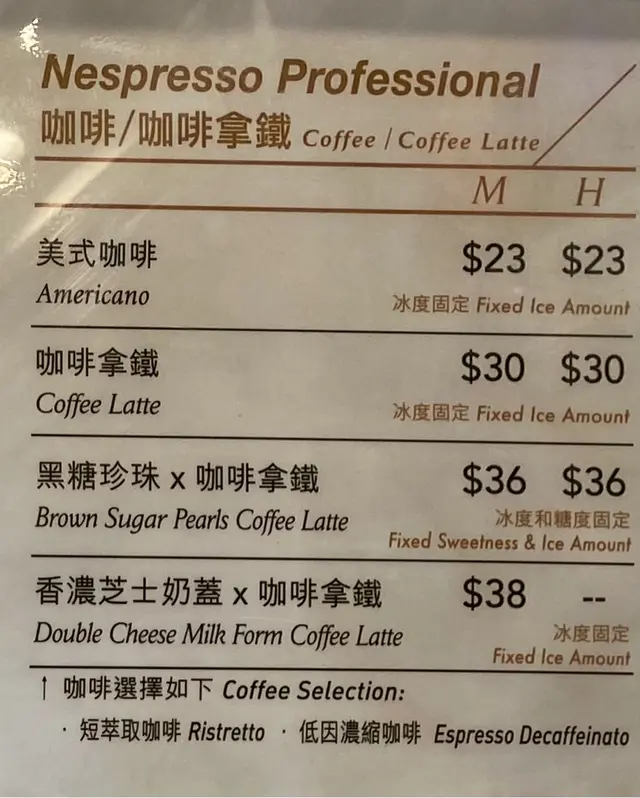 Nespresso Professional
咖啡/咖啡拿鐵 Coffee / Coffee Latte
M H
美式咖啡 $23 $23
Americano 冰度固定 Fixed Ice Amount
咖啡拿鐵 $30 $30
Coffee Latte 冰度固定 Fixed Ice Amount
黑糖珍珠 x 咖啡拿鐵 $36 $36
Brown Sugar Pearls Coffee Latte 冰度和糖度固定
Fixed Sweetness & Ice Amount
香濃芝士奶蓋 x 咖啡拿鐵 $38 --
Double Cheese Milk Form Coffee Latte 冰度固定
Fixed Ice Amount
↑ 咖啡選擇如下 Coffee Selection:
· 短萃取咖啡 Ristretto · 低因濃縮咖啡 Espresso Decaffeinato